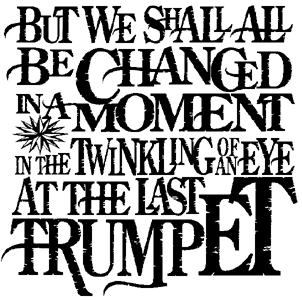 BUT WE SHALL ALL
BE CHANGED
IN A MOMENT
IN THE TWINKLING OF AN EYE
AT THE LAST
TRUMPET